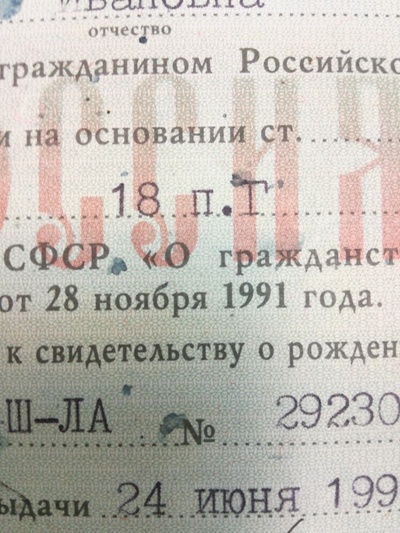 ивановна
отчество
гражданином Российско
и на основании ст.
18 п.Г
СФСР «О гражданст
от 28 ноября 1991 года.
к свидетельству о рожден
Ш-ЛА № 29230
ыдачи 24 июня 199